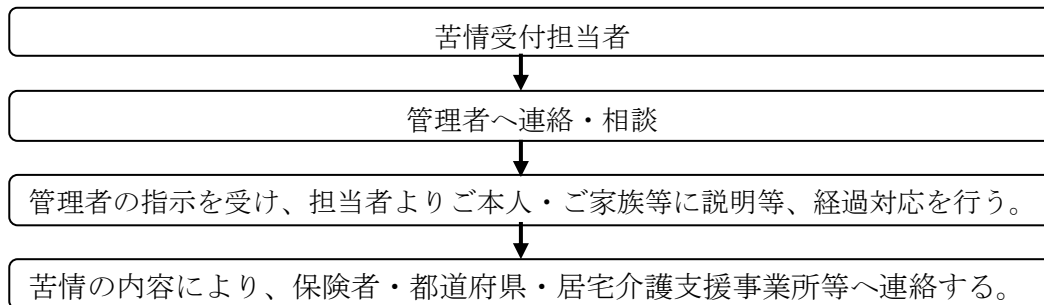 苦情受付担当者
管理者へ連絡・相談
管理者の指示を受け、担当者よりご本人・ご家族等に説明等、経過対応を行う。
苦情の内容により、保険者・都道府県・居宅介護支援事業所等へ連絡する。